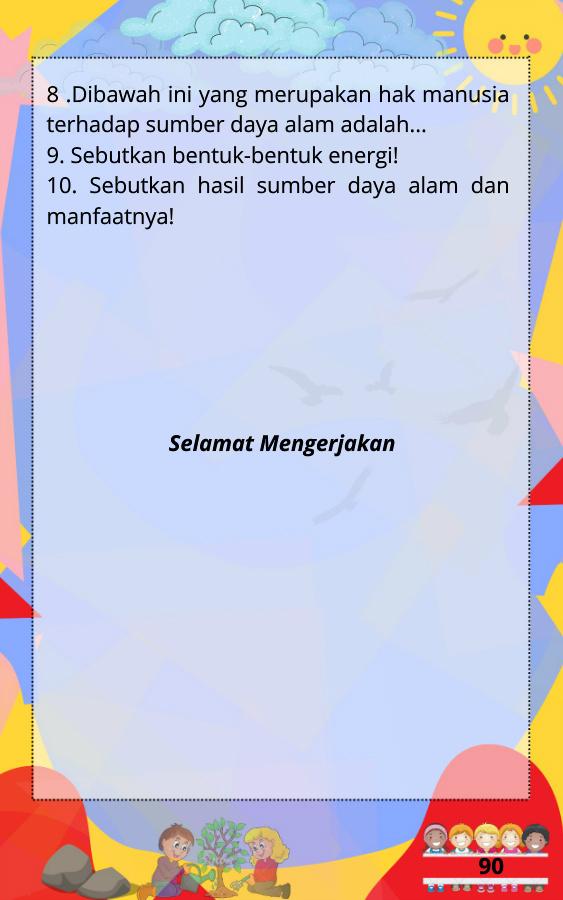 8 .Dibawah ini yang merupakan hak manusia
terhadap sumber daya alam adalah...
9. Sebutkan bentuk-bentuk energi!
10. Sebutkan hasil sumber daya alam dan
manfaatnya!
Selamat Mengerjakan
90